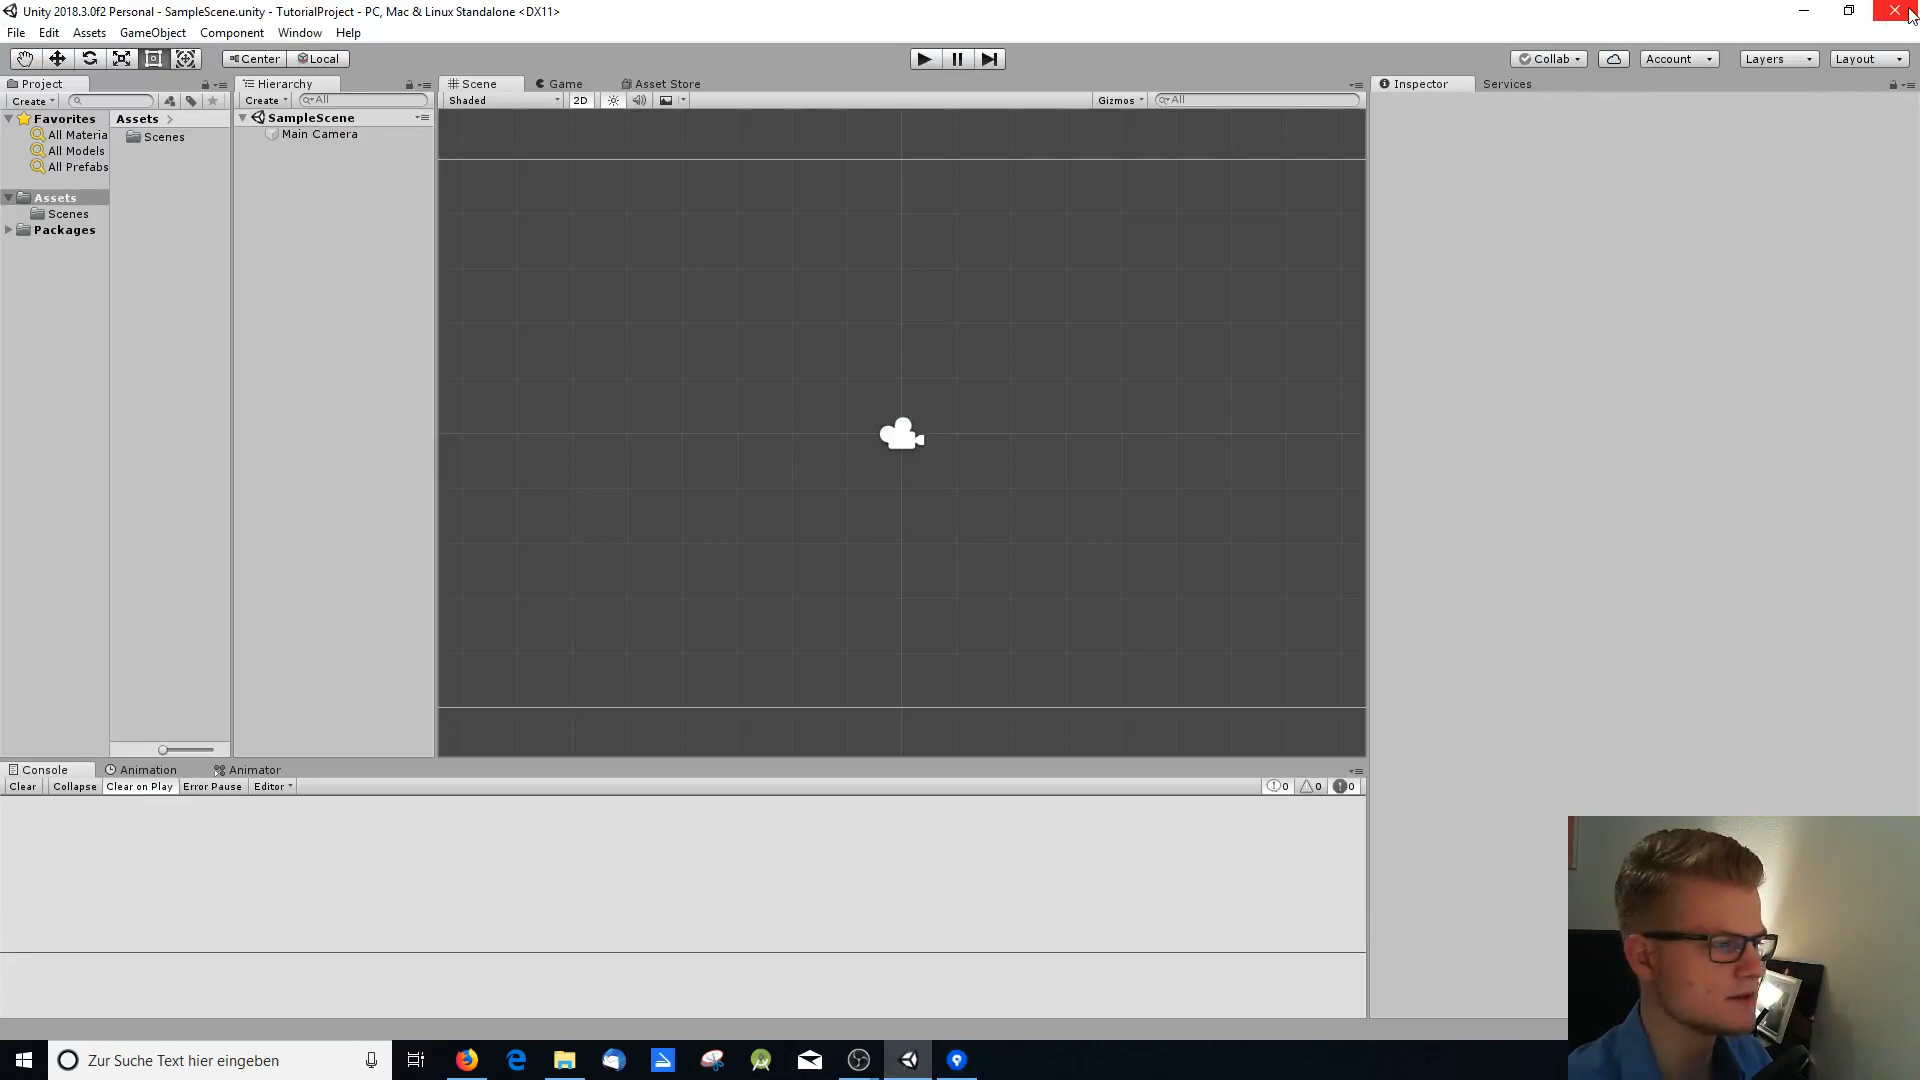 Unity 2018.3.0f2 Personal - SampleScene.unity - TutorialProject - PC, Mac & Linux Standalone <DX11>
File Edit Assets GameObject Component Window Help
Center Local Collab Account Layers Layout
Project Hierarchy Scene Game Asset Store Inspector Services
Create Create All Shaded 2D Gizmos All
Favorites
All Materia
All Models
All Prefabs
Assets
Scenes
Packages
Assets
Scenes
SampleScene
Main Camera
Console Animation Animator
Clear Collapse Clear on Play Error Pause Editor 0 0 0
Zur Suche Text hier eingeben